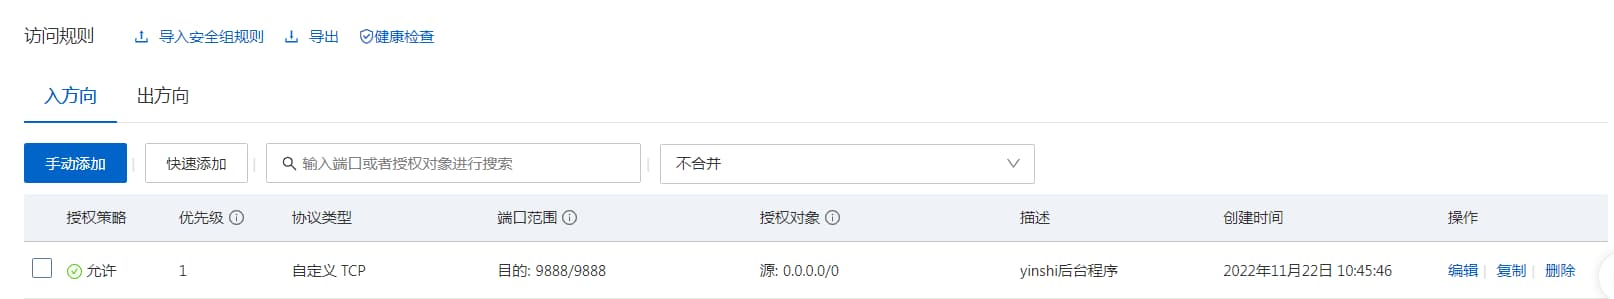 访问规则 导入安全组规则 导出 健康检查
入方向 出方向
手动添加 快速添加 输入端口或者授权对象进行搜索 不合并
授权策略 优先级 协议类型 端口范围 授权对象 描述 创建时间 操作
允许 1 自定义 TCP 目的: 9888/9888 源: 0.0.0.0/0 yinshi后台程序 2022年11月22日 10:45:46 编辑 复制 删除